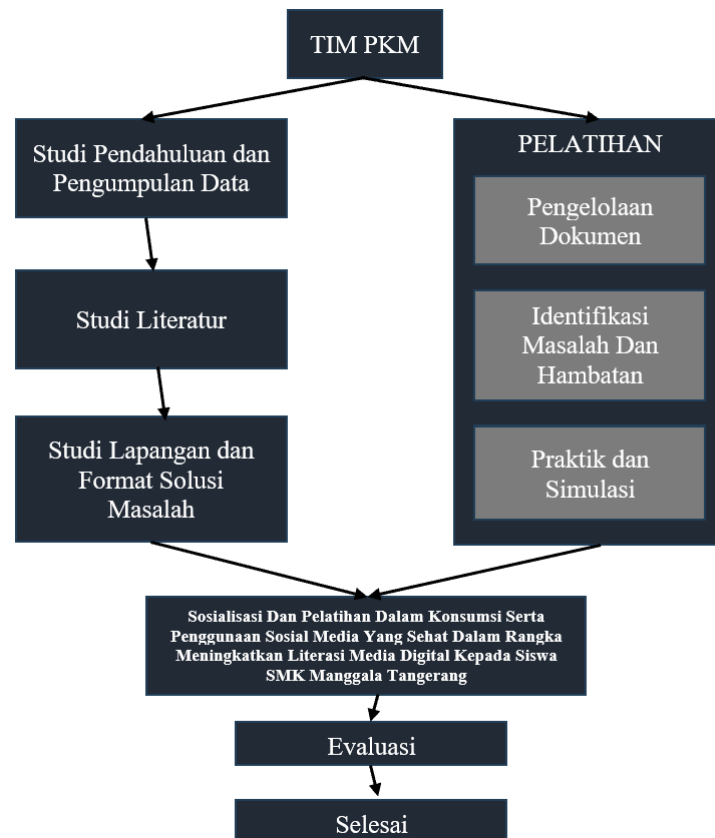 TIM PKM
Studi Pendahuluan dan
Pengumpulan Data
Studi Literatur
Studi Lapangan dan
Format Solusi
Masalah
PELATIHAN
Pengelolaan
Dokumen
Identifikasi
Masalah Dan
Hambatan
Praktik dan
Simulasi
Sosialisasi Dan Pelatihan Dalam Konsumsi Serta
Penggunaan Sosial Media Yang Sehat Dalam Rangka
Meningkatkan Literasi Media Digital Kepada Siswa
SMK Manggala Tangerang
Evaluasi
Selesai